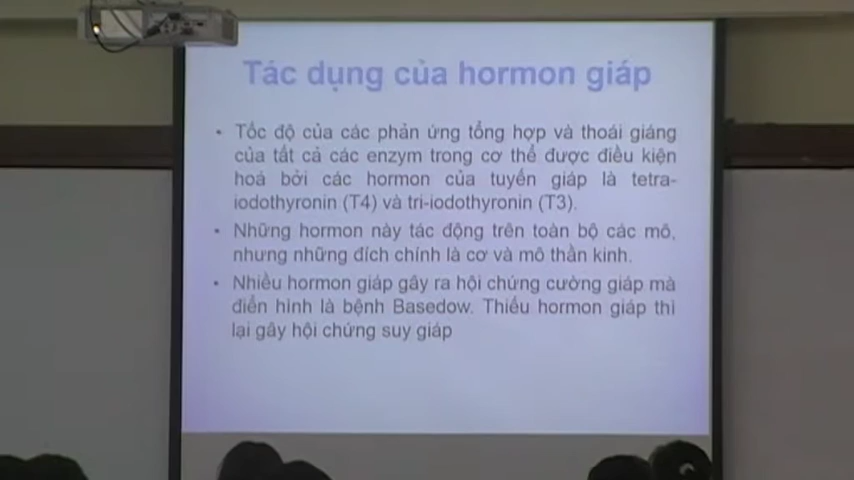 Tác dụng của hormon giáp
• Tốc độ của các phản ứng tổng hợp và thoái giáng
của tất cả các enzym trong cơ thể được điều kiện
hoá bởi các hormon của tuyến giáp là tetra-
iodothyronin (T4) và tri-iodothyronin (T3).
• Những hormon này tác động trên toàn bộ các mô,
nhưng những đích chính là cơ và mô thần kinh.
• Nhiều hormon giáp gây ra hội chứng cường giáp mà
điển hình là bệnh Basedow. Thiếu hormon giáp thì
lại gây hội chứng suy giáp